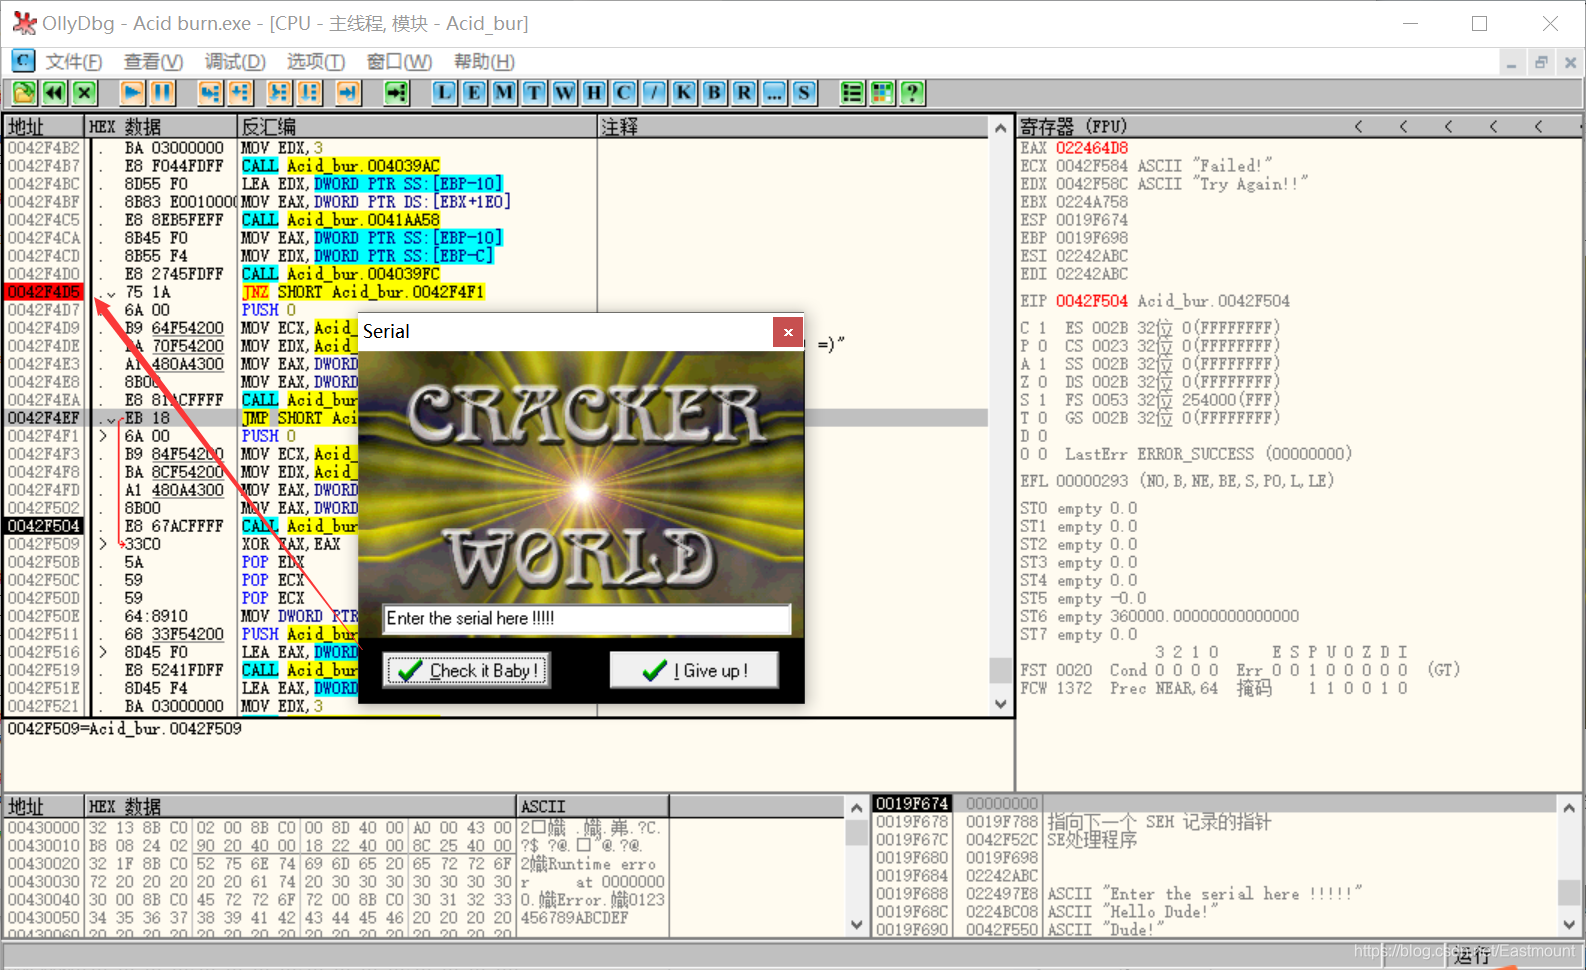 OllyDbg - Acid burn.exe - [CPU - 主线程, 模块 - Acid_bur]
C 文件(F) 查看(V) 调试(D) 选项(T) 窗口(W) 帮助(H)
L E M T W H C / K B R ... S ?
地址 HEX 数据 反汇编 注释
0042F4B2 . BA 03000000 MOV EDX,3
0042F4B7 . E8 F044FDFF CALL Acid_bur.004039AC
0042F4BC . 8D55 F0 LEA EDX,DWORD PTR SS:[EBP-10]
0042F4BF . 8B83 E0010000 MOV EAX,DWORD PTR DS:[EBX+1E0]
0042F4C5 . E8 8EB5FEFF CALL Acid_bur.0041AA58
0042F4CA . 8B45 F0 MOV EAX,DWORD PTR SS:[EBP-10]
0042F4CD . 8B55 F4 MOV EDX,DWORD PTR SS:[EBP-C]
0042F4D0 . E8 2745FDFF CALL Acid_bur.004039FC
0042F4D5 . 75 1A JNZ SHORT Acid_bur.0042F4F1
0042F4D7 . 6A 00 PUSH 0
0042F4D9 . B9 64F54200 MOV ECX,Acid_
0042F4DE . BA 70F54200 MOV EDX,Acid_ =)"
0042F4E3 . A1 480A4300 MOV EAX,DWORD
0042F4E8 . 8B00 MOV EAX,DWORD
0042F4EA . E8 81ACFFFF CALL Acid_bur
0042F4EF . EB 18 JMP SHORT Aci
0042F4F1 > 6A 00 PUSH 0
0042F4F3 . B9 84F54200 MOV ECX,Acid_
0042F4F8 . BA 8CF54200 MOV EDX,Acid_
0042F4FD . A1 480A4300 MOV EAX,DWORD
0042F502 . 8B00 MOV EAX,DWORD
0042F504 . E8 67ACFFFF CALL Acid_bur
0042F509 > 33C0 XOR EAX,EAX
0042F50B . 5A POP EDX
0042F50C . 59 POP ECX
0042F50D . 59 POP ECX
0042F50E . 64:8910 MOV DWORD PTR
0042F511 . 68 33F54200 PUSH Acid_bur
0042F516 > 8D45 F0 LEA EAX,DWORD
0042F519 . E8 5241FDFF CALL Acid_bur
0042F51E . 8D45 F4 LEA EAX,DWORD
0042F521 . BA 03000000 MOV EDX,3
0042F509=Acid_bur.0042F509
Serial
CRACKER
WORLD
Enter the serial here !!!!!
Check it Baby !
I Give up !
寄存器 (FPU) < < < < <
EAX 022464D8
ECX 0042F584 ASCII "Failed!"
EDX 0042F58C ASCII "Try Again!!"
EBX 0224A758
ESP 0019F674
EBP 0019F698
ESI 02242ABC
EDI 02242ABC
EIP 0042F504 Acid_bur.0042F504
C 1 ES 002B 32位 0(FFFFFFFF)
P 0 CS 0023 32位 0(FFFFFFFF)
A 1 SS 002B 32位 0(FFFFFFFF)
Z 0 DS 002B 32位 0(FFFFFFFF)
S 1 FS 0053 32位 254000(FFF)
T 0 GS 002B 32位 0(FFFFFFFF)
D 0
O 0 LastErr ERROR_SUCCESS (00000000)
EFL 00000293 (NO,B,NE,BE,S,PO,L,LE)
ST0 empty 0.0
ST1 empty 0.0
ST2 empty 0.0
ST3 empty 0.0
ST4 empty 0.0
ST5 empty -0.0
ST6 empty 360000.00000000000000
ST7 empty 0.0
3 2 1 0 E S P U O Z D I
FST 0020 Cond 0 0 0 0 Err 0 0 1 0 0 0 0 0 (GT)
FCW 1372 Prec NEAR,64 掩码 1 1 0 0 1 0
地址 HEX 数据 ASCII
00430000 32 13 8B C0 02 00 8B C0 00 8D 40 00 A0 00 43 00
00430010 B8 08 24 02 90 20 40 00 18 22 40 00 8C 25 40 00
00430020 32 1F 8B C0 52 75 6E 74 69 6D 65 20 65 72 72 6F Runtime erro
00430030 72 20 20 20 20 20 61 74 20 30 30 30 30 30 30 30 r at 0000000
00430040 30 00 8B C0 45 72 72 6F 72 00 8B C0 30 31 32 33 0. Error. 0123
00430050 34 35 36 37 38 39 41 42 43 44 45 46 20 20 20 20 456789ABCDEF
00430060 20 20 20 20 20 20 20 20 20 20 20 20 20 20 20 20
0019F674 00000000
0019F678 0019F788 指向下一个 SEH 记录的指针
0019F67C 0042F52C SE处理程序
0019F680 0019F698
0019F684 02242ABC
0019F688 022497E8 ASCII "Enter the serial here !!!!!"
0019F68C 0224BC08 ASCII "Hello Dude!"
0019F690 0042F550 ASCII "Dude!"
运行
https://blog.csdn.net/Eastmount